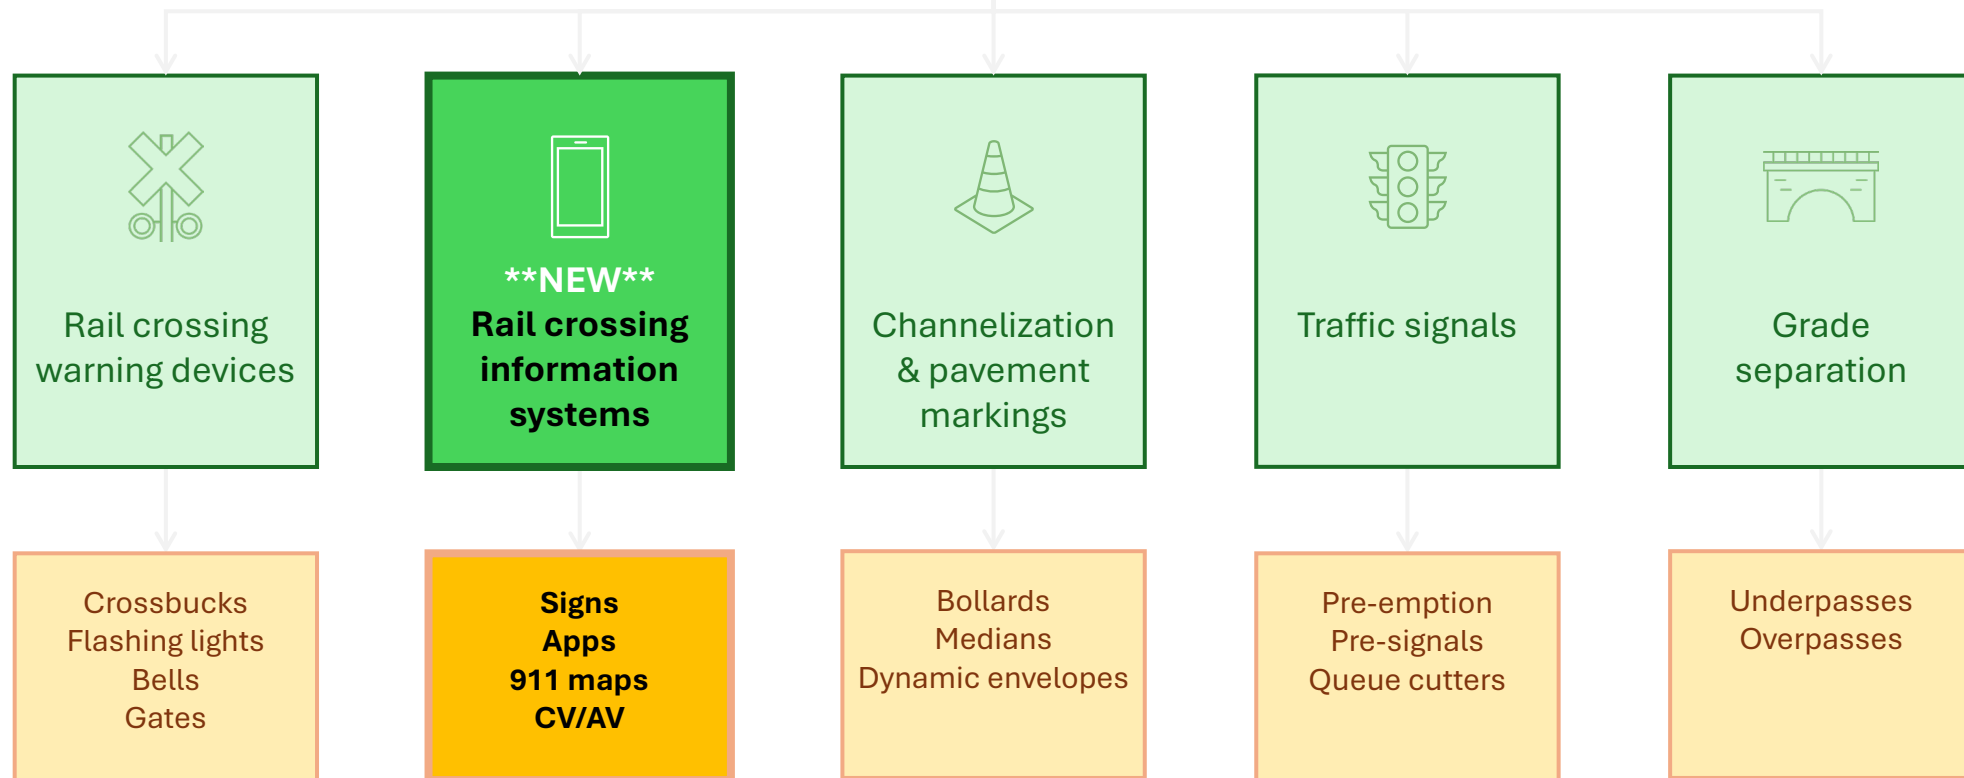 Rail crossing
warning devices
**NEW**
Rail crossing
information
systems
Channelization
& pavement
markings
Traffic signals
Grade
separation
Crossbucks
Flashing lights
Bells
Gates
Signs
Apps
911 maps
CV/AV
Bollards
Medians
Dynamic envelopes
Pre-emption
Pre-signals
Queue cutters
Underpasses
Overpasses